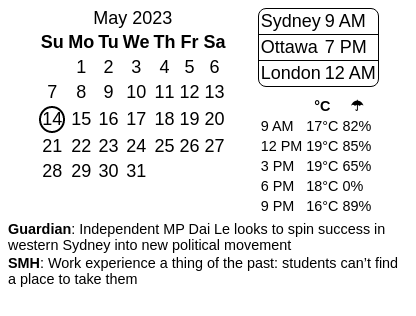 May 2023
Su Mo Tu We Th Fr Sa
1 2 3 4 5 6
7 8 9 10 11 12 13
14 15 16 17 18 19 20
21 22 23 24 25 26 27
28 29 30 31
Sydney 9 AM
Ottawa 7 PM
London 12 AM
°C ☂
9 AM 17°C 82%
12 PM 19°C 85%
3 PM 19°C 65%
6 PM 18°C 0%
9 PM 16°C 89%
Guardian: Independent MP Dai Le looks to spin success in
western Sydney into new political movement
SMH: Work experience a thing of the past: students can’t find
a place to take them